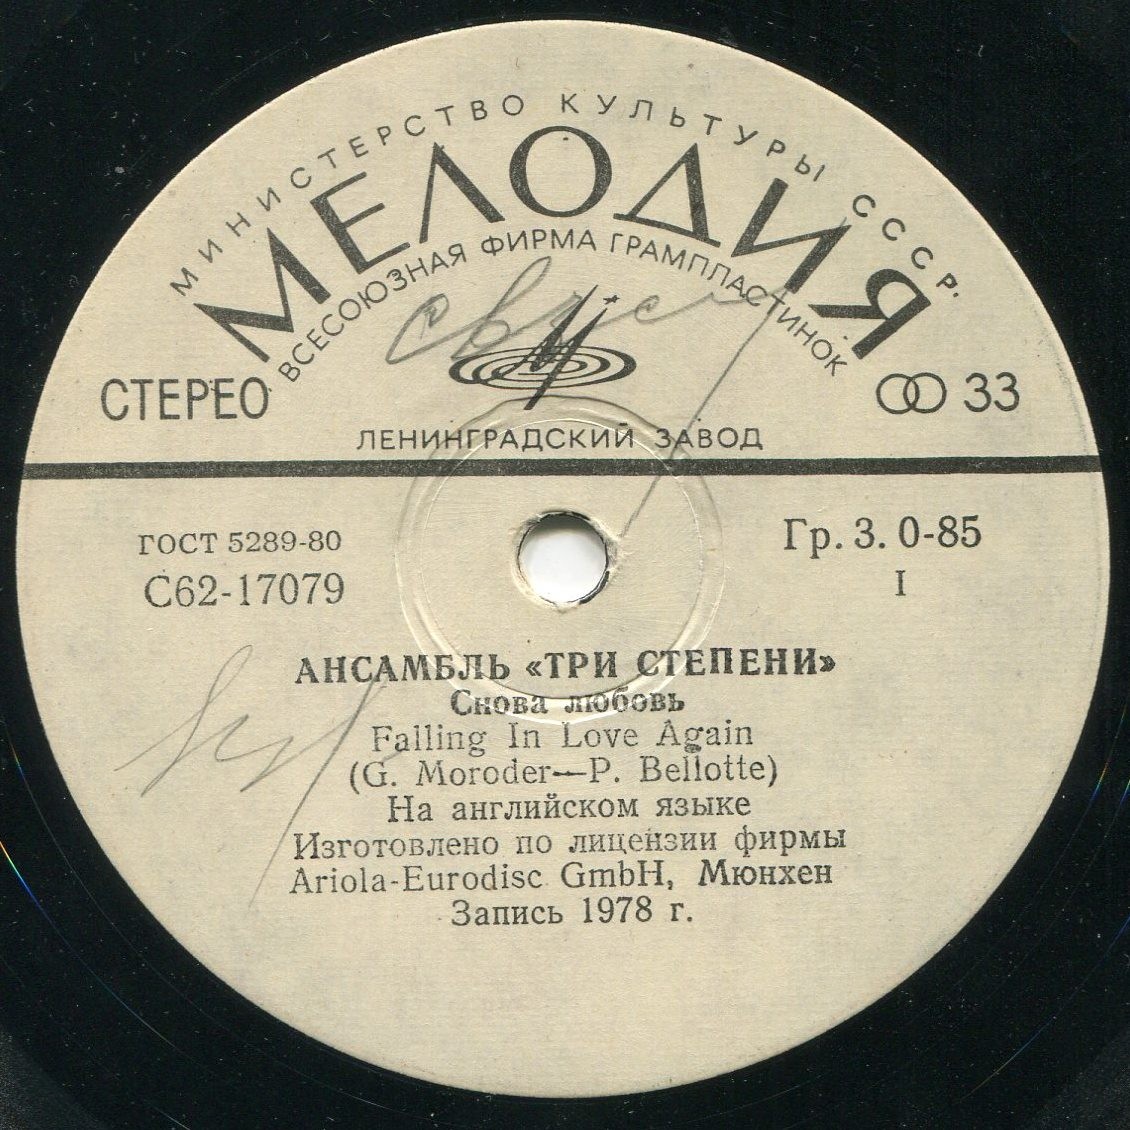 МИНИСТЕРСТВО КУЛЬТУРЫ СССР.
МЕЛОДИЯ
ВСЕСОЮЗНАЯ ФИРМА ГРАМПЛАСТИНОК
СТЕРЕО
33
ЛЕНИНГРАДСКИЙ ЗАВОД
ГОСТ 5289-80
Гр. 3. 0-85
С62-17079
I
АНСАМБЛЬ «ТРИ СТЕПЕНИ»
Снова любовь
Falling In Love Again
(G. Moroder—P. Bellotte)
На английском языке
Изготовлено по лицензии фирмы
Ariola-Eurodisc GmbH, Мюнхен
Запись 1978 г.